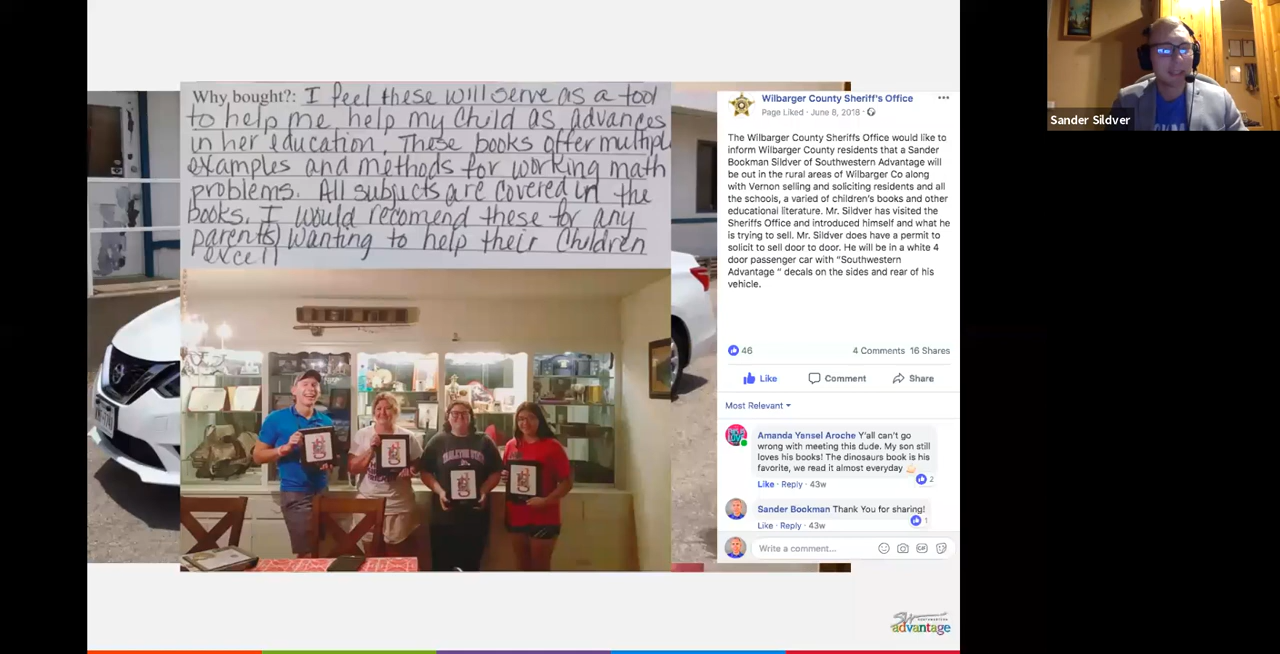 Why bought?: I feel these will serve as a tool
to help me help my child as advances
in her education. These books offer multipl
examples and methods for working math
problems. All subjects are covered in the
books. I would recomend these for any
parent(s) wanting to help their children
excell
Wilbarger County Sheriff's Office
Page Liked · June 8, 2018 ·
The Wilbarger County Sheriffs Office would like to
inform Wilbarger County residents that a Sander
Bookman Sildver of Southwestern Advantage will
be out in the rural areas of Wilbarger Co along
with Vernon selling and soliciting residents and all
the schools, a varied of children's books and other
educational literature. Mr. Sildver has visited the
Sheriffs Office and introduced himself and what he
is trying to sell. Mr. Sildver does have a permit to
solicit to sell door to door. He will be in a white 4
door passenger car with "Southwestern
Advantage " decals on the sides and rear of his
vehicle.
46 4 Comments 16 Shares
Like Comment Share
Most Relevant
Amanda Yansel Aroche Y'all can't go
wrong with meeting this dude. My son still
loves his books! The dinosaurs book is his
favorite, we read it almost everyday
2
Like · Reply · 43w
Sander Bookman Thank You for sharing!
1
Like · Reply · 43w
Write a comment...
GIF
SW SOUTHWESTERN
advantage
Sander Sildver